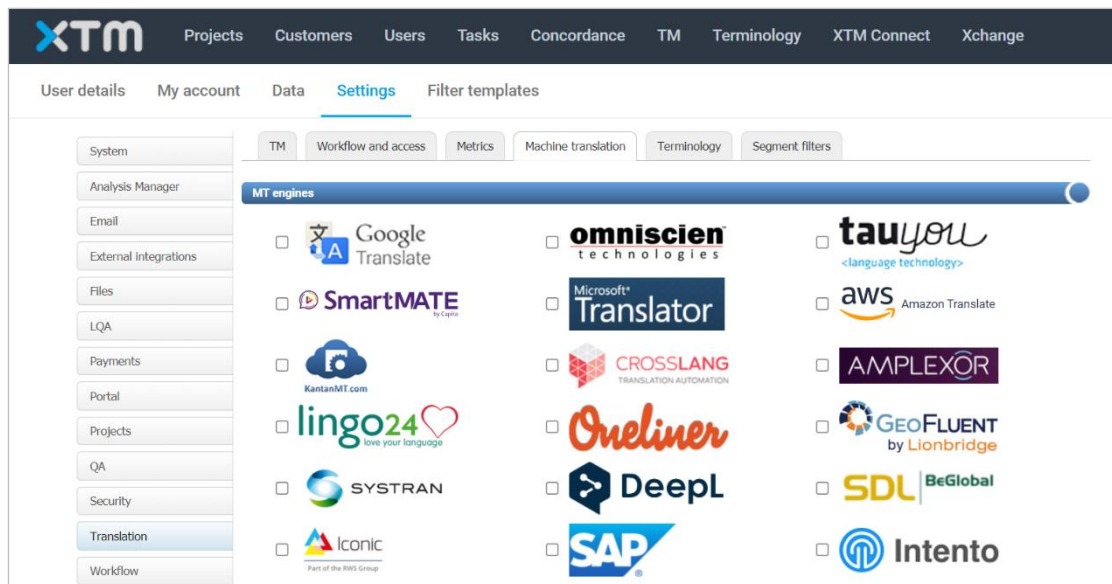 XTM Projects Customers Users Tasks Concordance TM Terminology XTM Connect Xchange
User details My account Data Settings Filter templates
System
Analysis Manager
Email
External integrations
Files
LQA
Payments
Portal
Projects
QA
Security
Translation
Workflow
TM Workflow and access Metrics Machine translation Terminology Segment filters
MT engines
文 A Google Translate
omniscien technologies
tauyou <language technology>
SmartMATE by Capita
Microsoft® Translator
aws Amazon Translate
KantanMT.com
CROSSLANG TRANSLATION AUTOMATION
AMPLEXOR
lingo24 love your language
Oneliner
GEOFLUENT by Lionbridge
SYSTRAN
DeepL
SDL BeGlobal
Iconic Part of the RWS Group
SAP®
Intento